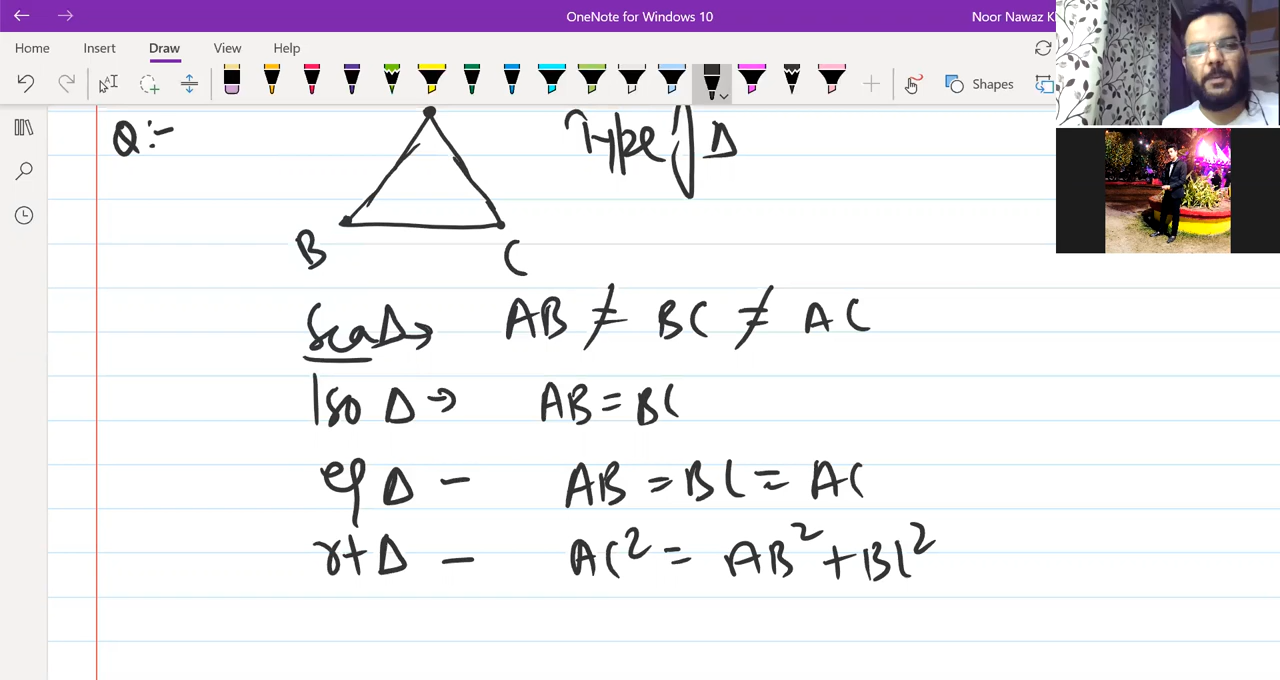 OneNote for Windows 10
Noor Nawaz K
Home Insert Draw View Help
Shapes
Q:-
Type of Δ
B
C
Sca Δ→ AB ≠ BC ≠ AC
Iso Δ→ AB = BC
eq Δ - AB = BC = AC
rt Δ - AC² = AB² + BC²